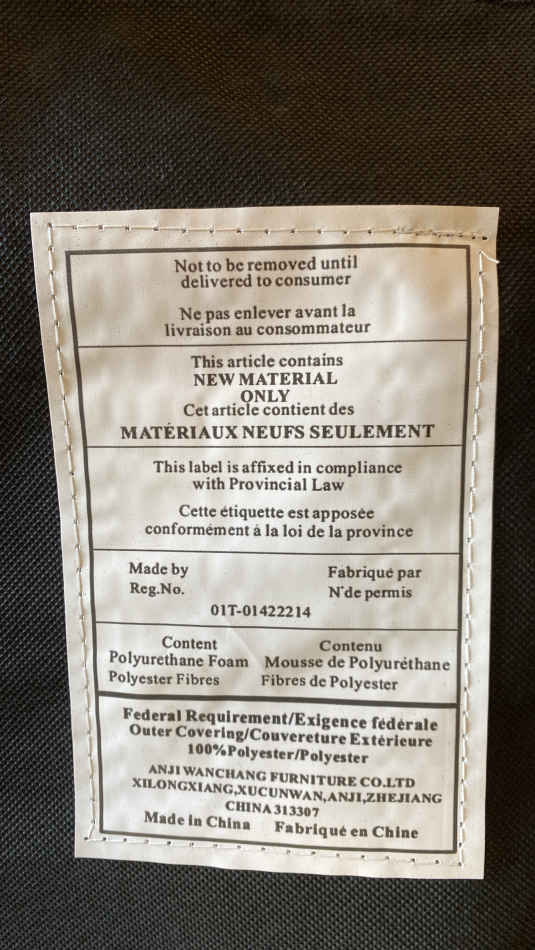 Not to be removed until
delivered to consumer
Ne pas enlever avant la
livraison au consommateur
This article contains
NEW MATERIAL
ONLY
Cet article contient des
MATÉRIAUX NEUFS SEULEMENT
This label is affixed in compliance
with Provincial Law
Cette étiquette est apposée
conformément à la loi de la province
Made by Fabriqué par
Reg.No. N°de permis
01T-01422214
Content Contenu
Polyurethane Foam Mousse de Polyuréthane
Polyester Fibres Fibres de Polyester
Federal Requirement/Exigence fédérale
Outer Covering/Couvereture Extérieure
100%Polyester/Polyester
ANJI WANCHANG FURNITURE CO.LTD
XILONGXIANG,XUCUNWAN,ANJI,ZHEJIANG
CHINA 313307
Made in China Fabriqué en Chine